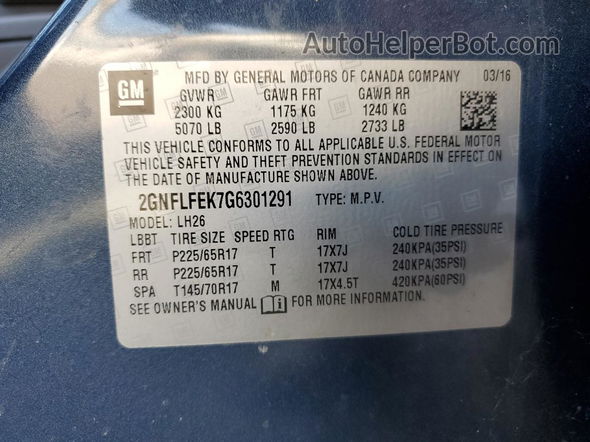 AutoHelperBot.com
GM MFD BY GENERAL MOTORS OF CANADA COMPANY 03/16
GVWR GAWR FRT GAWR RR
2300 KG 1175 KG 1240 KG
5070 LB 2590 LB 2733 LB
THIS VEHICLE CONFORMS TO ALL APPLICABLE U.S. FEDERAL MOTOR
VEHICLE SAFETY AND THEFT PREVENTION STANDARDS IN EFFECT ON
THE DATE OF MANUFACTURE SHOWN ABOVE.
2GNFLFEK7G6301291 TYPE: M.P.V.
MODEL: LH26
LBBT TIRE SIZE SPEED RTG RIM COLD TIRE PRESSURE
FRT P225/65R17 T 17X7J 240KPA(35PSI)
RR P225/65R17 T 17X7J 240KPA(35PSI)
SPA T145/70R17 M 17X4.5T 420KPA(60PSI)
SEE OWNER'S MANUAL FOR MORE INFORMATION.